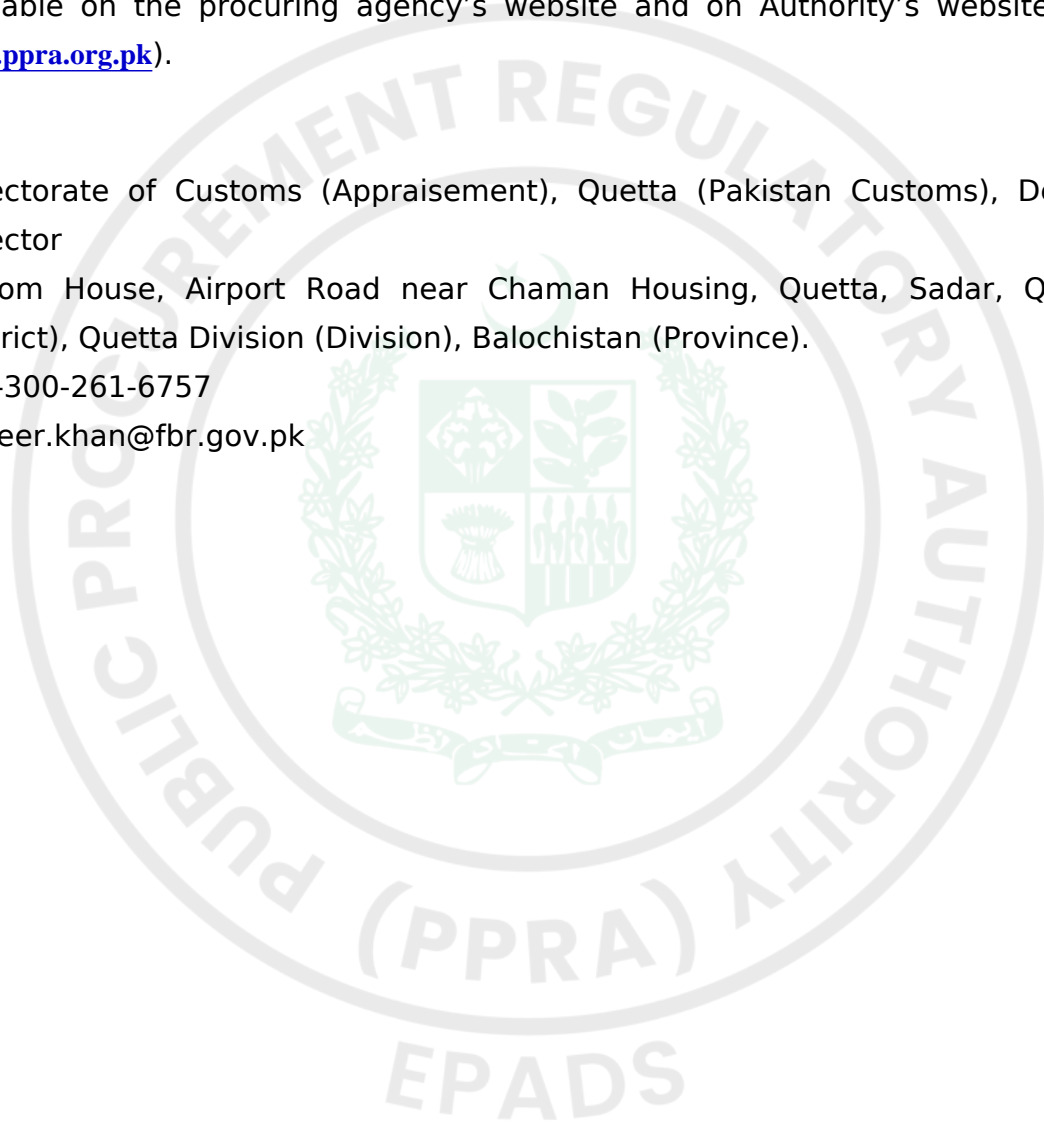 able on the procuring agency's website and on Authority's website
.ppra.org.pk).
ectorate of Customs (Appraisement), Quetta (Pakistan Customs), De
ector
om House, Airport Road near Chaman Housing, Quetta, Sadar, Q
rict), Quetta Division (Division), Balochistan (Province).
-300-261-6757
eer.khan@fbr.gov.pk
PUBLIC PROCUREMENT REGULATORY AUTHORITY
(PPRA)
EPADS